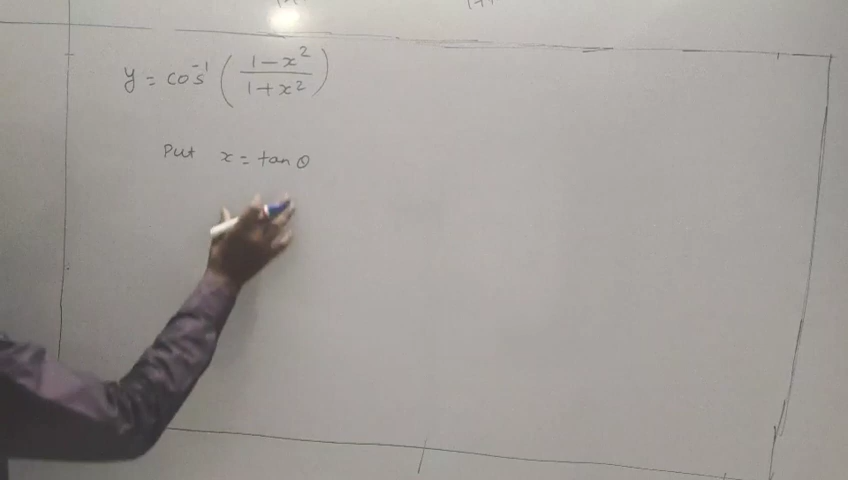 y = cos⁻¹ ( (1 − x²) / (1 + x²) )
Put x = tan θ